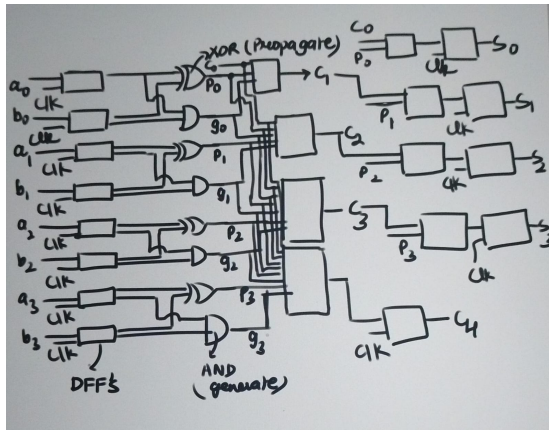 a0
Clk
b0
Clk
a1
Clk
b1
Clk
a2
Clk
b2
Clk
a3
Clk
b3
Clk
DFF's
XOR (Propagate)
C0
P0
g0
P1
g1
P2
g2
P3
g3
AND
(generate)
C1
C2
C3
C0
P0
Clk
S0
P1
Clk
S1
P2
Clk
S2
P3
Clk
S3
Clk
C4